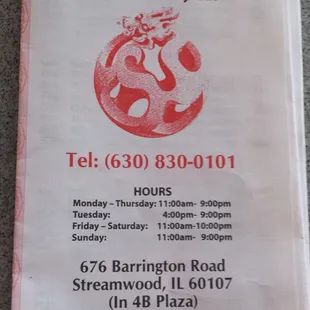 Tel: (630) 830-0101
HOURS
Monday – Thursday: 11:00am- 9:00pm
Tuesday: 4:00pm- 9:00pm
Friday – Saturday: 11:00am-10:00pm
Sunday: 11:00am- 9:00pm
676 Barrington Road
Streamwood, IL 60107
(In 4B Plaza)